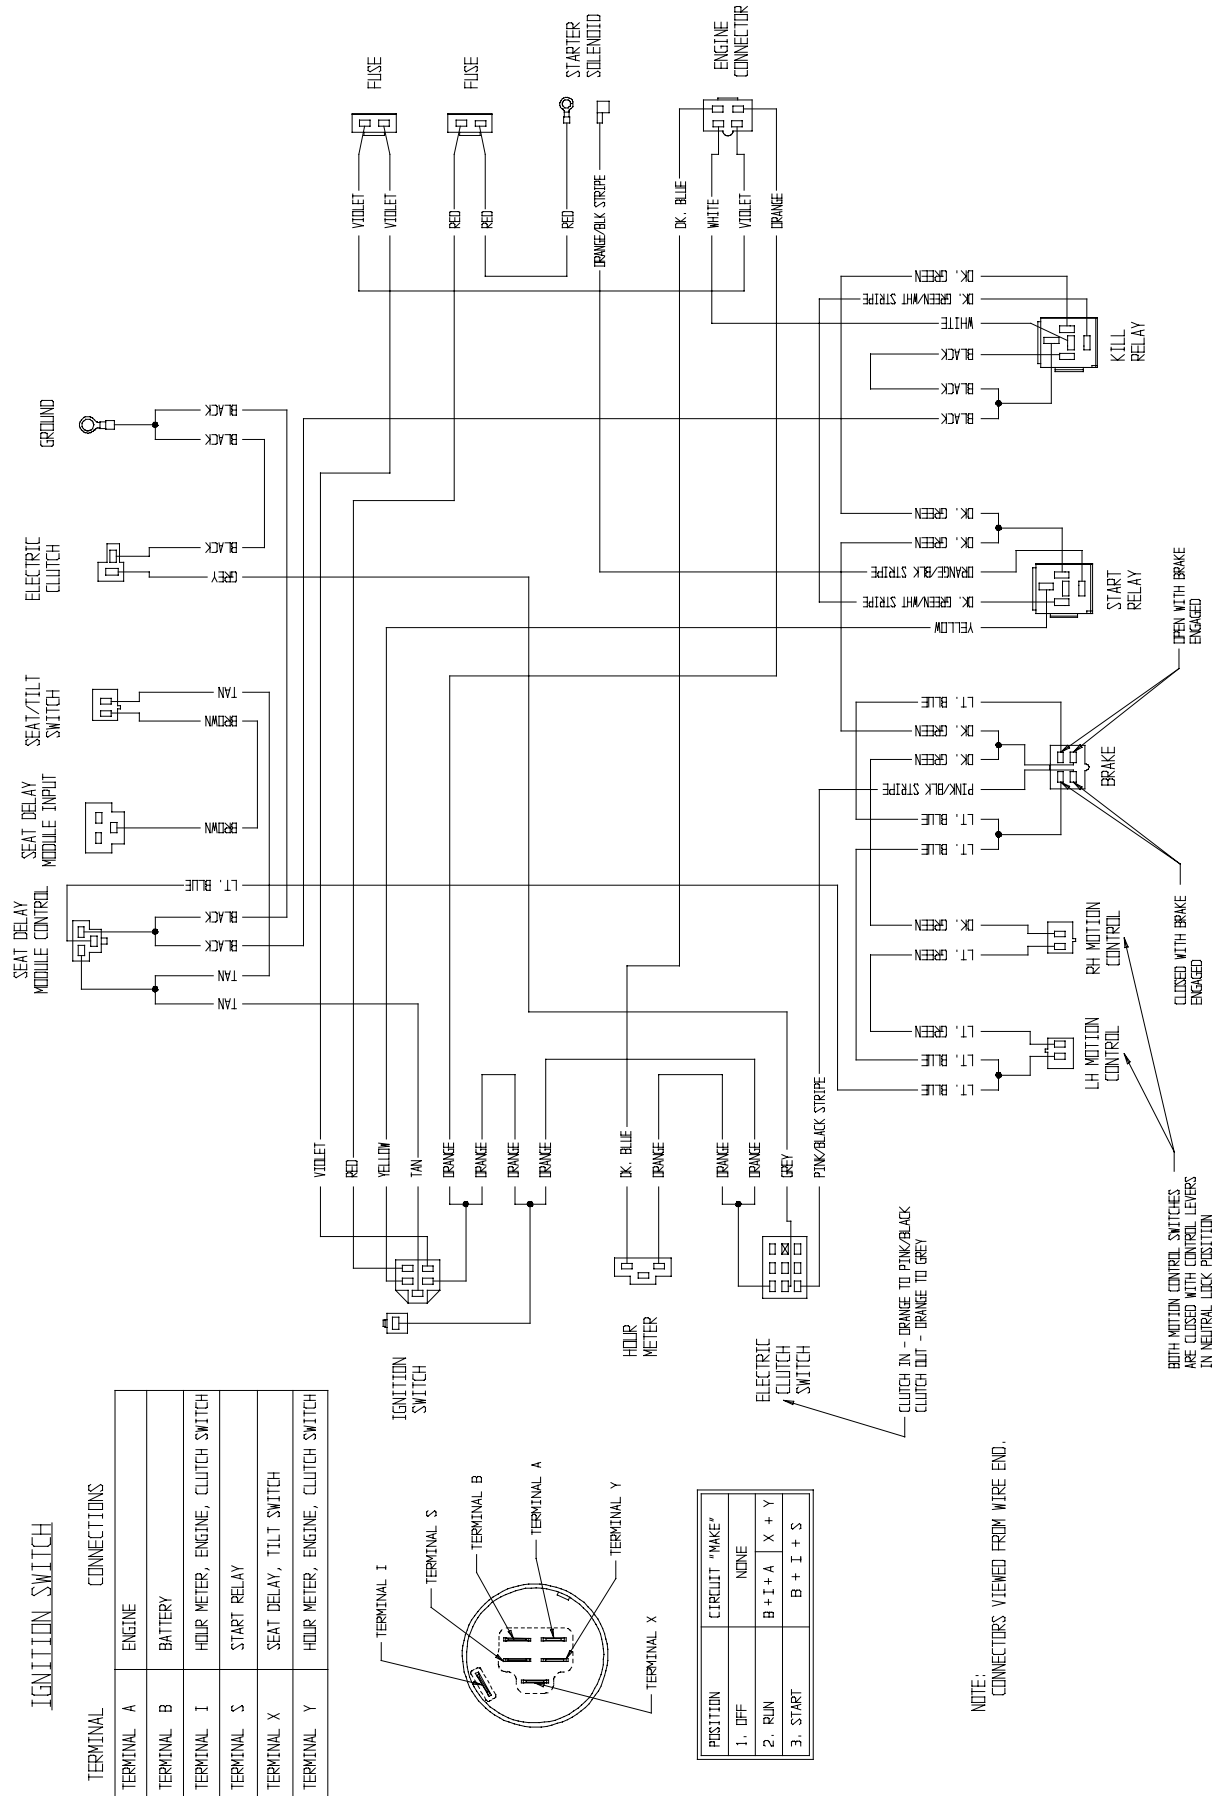 IGNITION SWITCH
TERMINAL CONNECTIONS
TERMINAL A ENGINE
TERMINAL B BATTERY
TERMINAL I HOUR METER, ENGINE, CLUTCH SWITCH
TERMINAL S START RELAY
TERMINAL X SEAT DELAY, TILT SWITCH
TERMINAL Y HOUR METER, ENGINE, CLUTCH SWITCH
TERMINAL I
TERMINAL S
TERMINAL B
TERMINAL A
TERMINAL Y
TERMINAL X
POSITION CIRCUIT "MAKE"
1. OFF NONE
2. RUN B+I+A X + Y
3. START B + I + S
NOTE:
CONNECTORS VIEWED FROM WIRE END.
IGNITION
SWITCH
HOUR
METER
ELECTRIC
CLUTCH
SWITCH
CLUTCH IN - ORANGE TO PINK/BLACK
CLUTCH OUT - ORANGE TO GREY
BOTH MOTION CONTROL SWITCHES
ARE CLOSED WITH CONTROL LEVERS
IN NEUTRAL LOCK POSITION
VIOLET
RED
YELLOW
TAN
ORANGE
ORANGE
ORANGE
ORANGE
DK. BLUE
ORANGE
ORANGE
ORANGE
GREY
PINK/BLACK STRIPE
SEAT DELAY
MODULE CONTROL
SEAT DELAY
MODULE INPUT
SEAT/TILT
SWITCH
ELECTRIC
CLUTCH
GROUND
TAN
TAN
BLACK
BLACK
LT. BLUE
BROWN
BROWN
TAN
GREY
BLACK
BLACK
BLACK
FUSE
FUSE
STARTER
SOLENOID
ENGINE
CONNECTOR
VIOLET
VIOLET
RED
RED
RED
ORANGE/BLK STRIPE
DK. BLUE
WHITE
VIOLET
ORANGE
LT. BLUE
LT. BLUE
LT. GREEN
LH MOTION
CONTROL
LT. GREEN
DK. GREEN
RH MOTION
CONTROL
LT. BLUE
LT. BLUE
PINK/BLK STRIPE
DK. GREEN
DK. GREEN
LT. BLUE
BRAKE
CLOSED WITH BRAKE
ENGAGED
OPEN WITH BRAKE
ENGAGED
YELLOW
DK. GREEN/WHT STRIPE
ORANGE/BLK STRIPE
DK. GREEN
DK. GREEN
START
RELAY
BLACK
BLACK
BLACK
WHITE
DK. GREEN/WHT STRIPE
DK. GREEN
KILL
RELAY